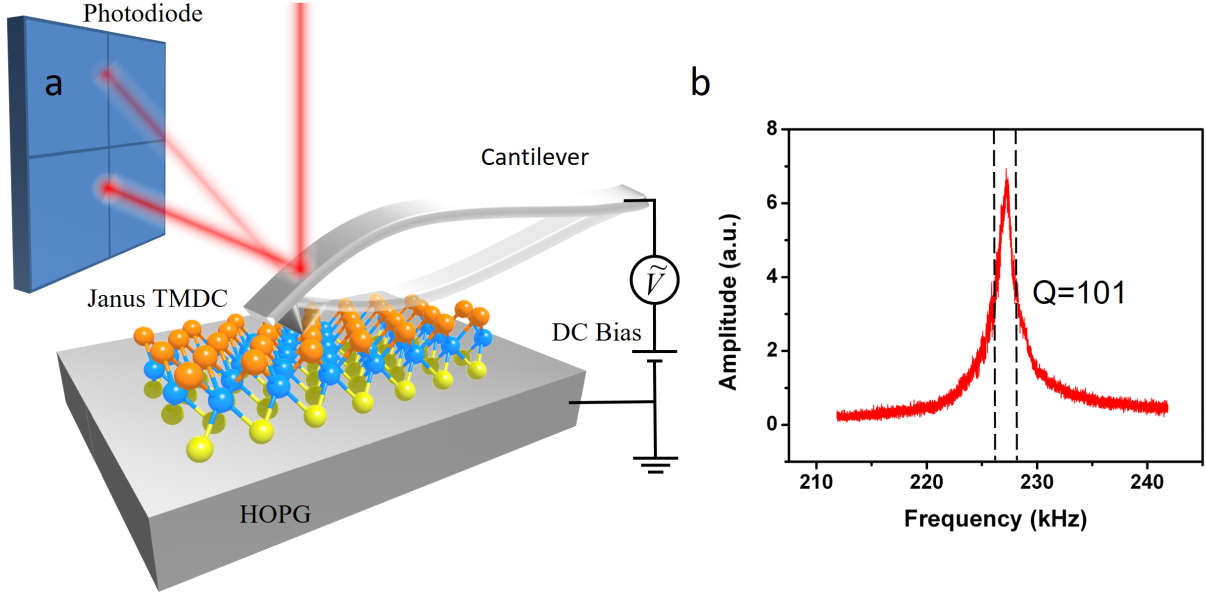 Photodiode
a
Cantilever
Janus TMDC
Ṽ
DC Bias
HOPG
b
8
6
4
2
0
Amplitude (a.u.)
Q=101
210
220
230
240
Frequency (kHz)